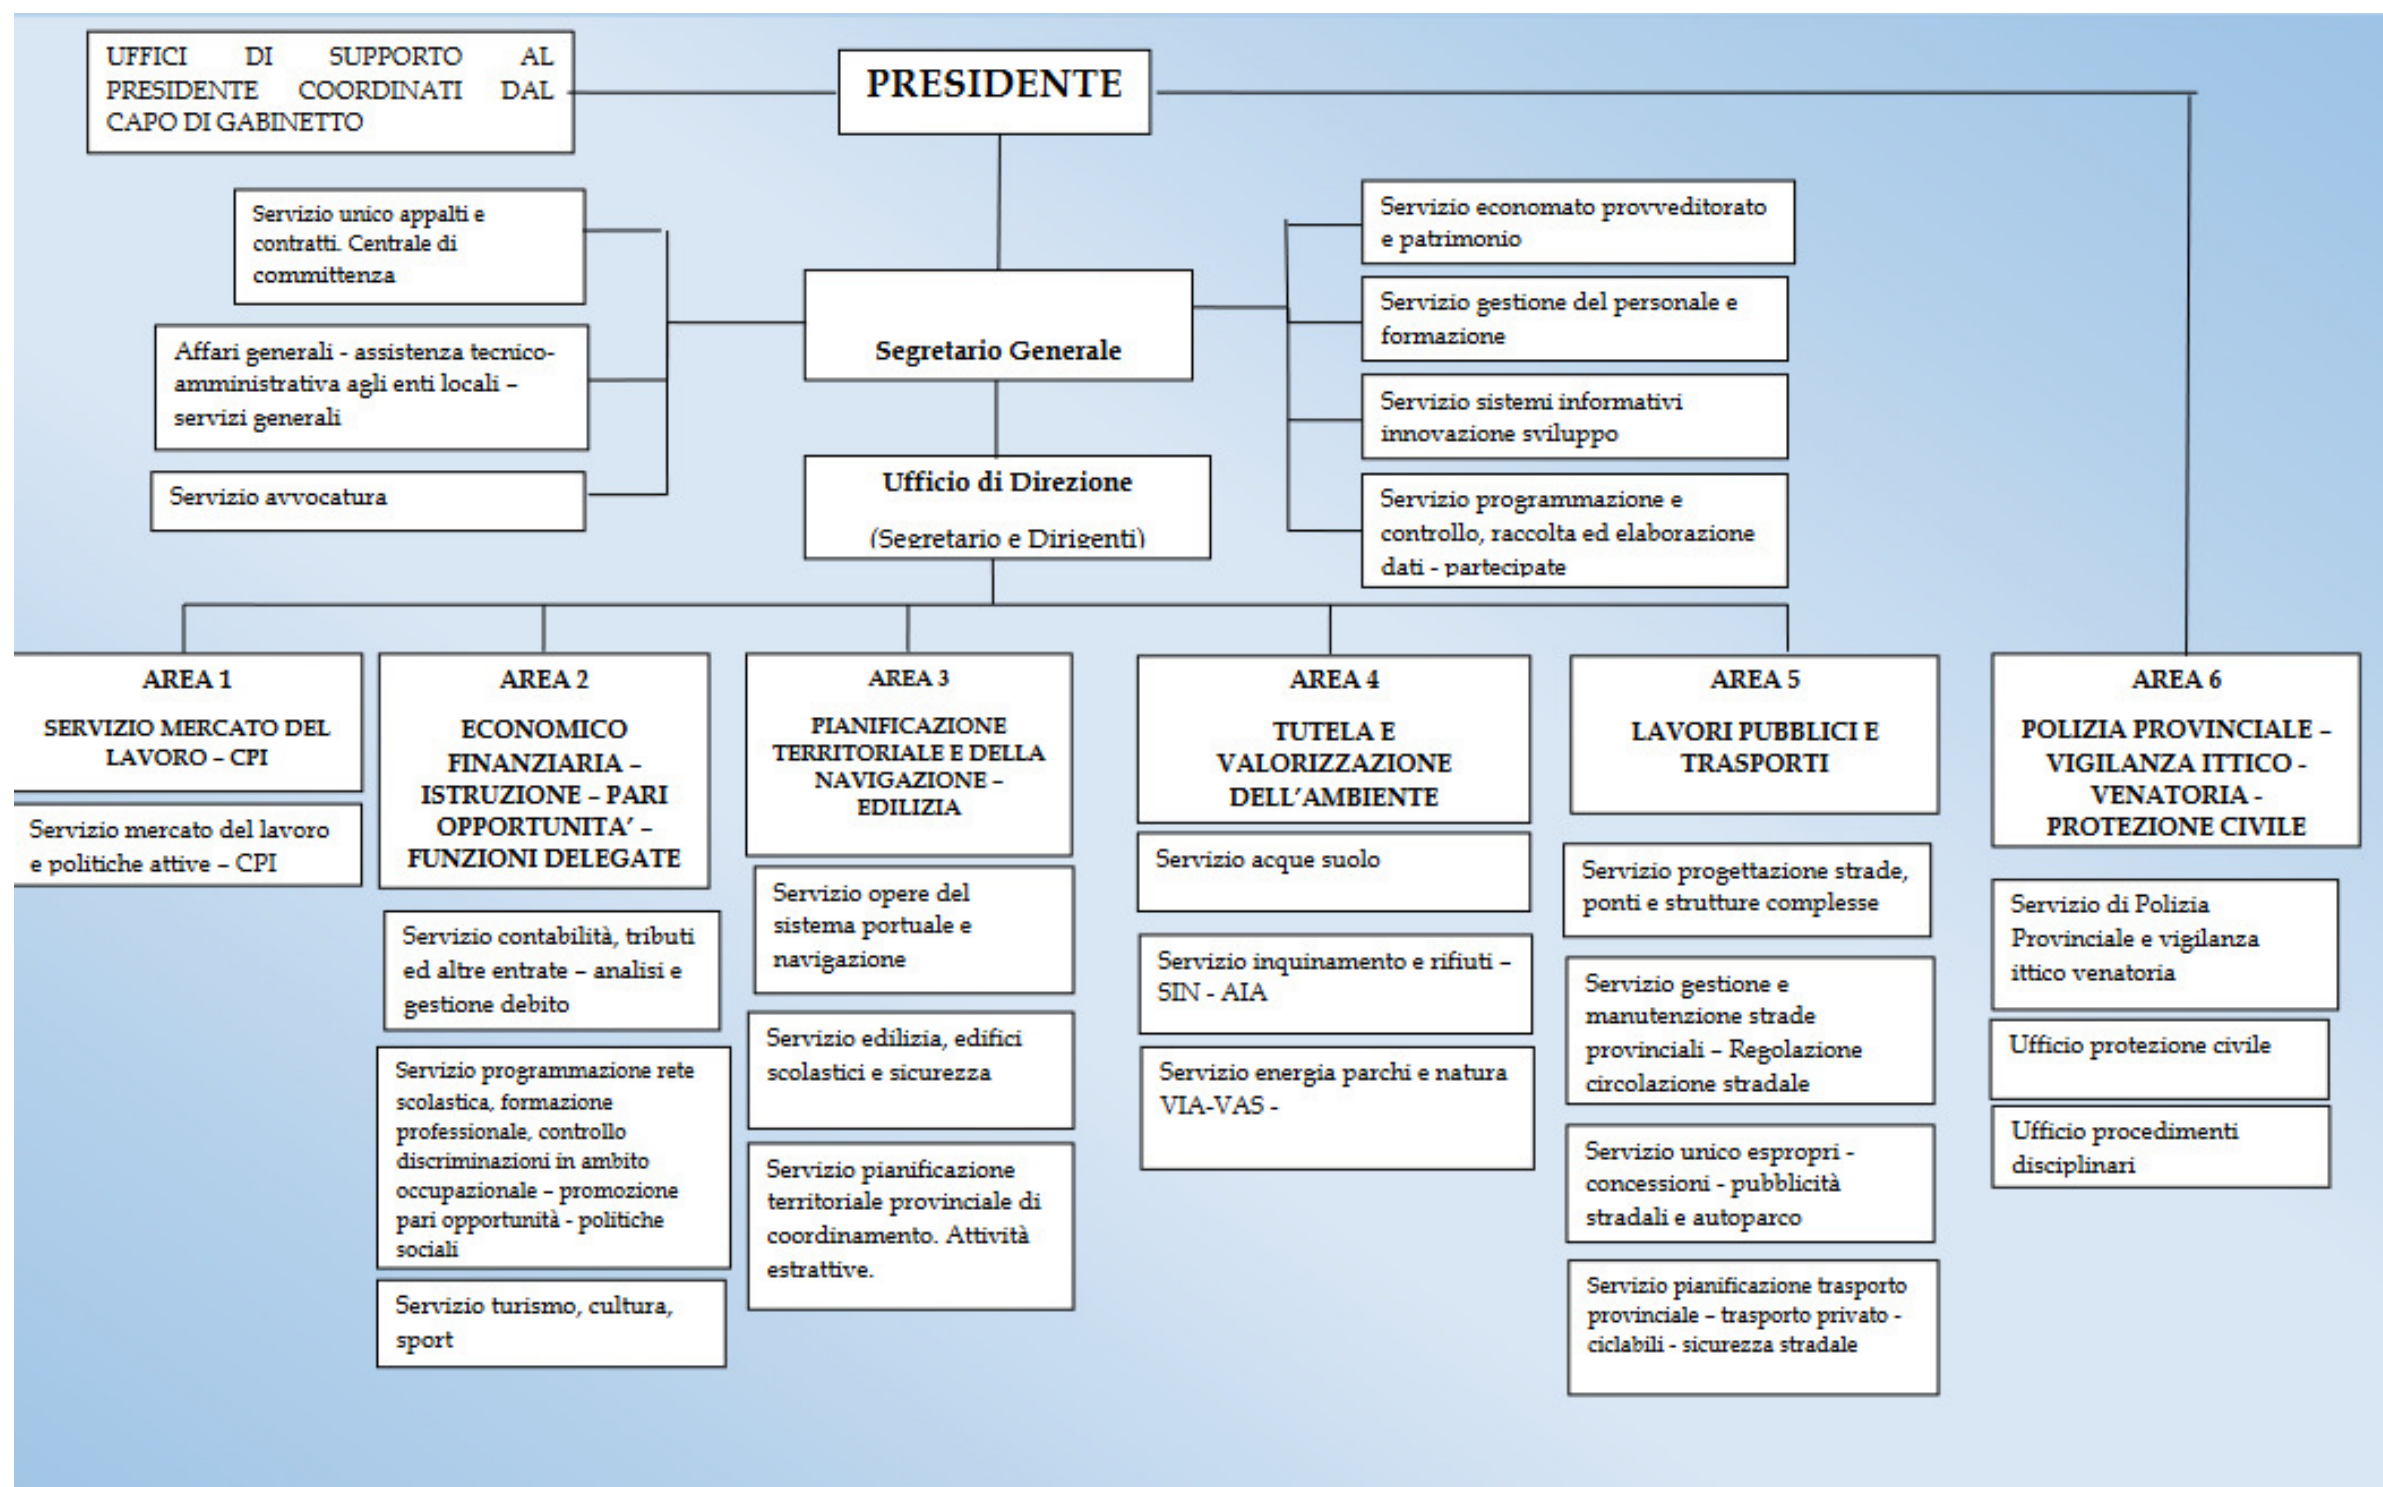 UFFICI DI SUPPORTO AL
PRESIDENTE COORDINATI DAL
CAPO DI GABINETTO
PRESIDENTE
Servizio unico appalti e
contratti. Centrale di
committenza
Affari generali - assistenza tecnico-
amministrativa agli enti locali –
servizi generali
Servizio avvocatura
Segretario Generale
Ufficio di Direzione
(Segretario e Dirigenti)
Servizio economato provveditorato
e patrimonio
Servizio gestione del personale e
formazione
Servizio sistemi informativi
innovazione sviluppo
Servizio programmazione e
controllo, raccolta ed elaborazione
dati - partecipate
AREA 1
SERVIZIO MERCATO DEL
LAVORO – CPI
Servizio mercato del lavoro
e politiche attive – CPI
AREA 2
ECONOMICO
FINANZIARIA –
ISTRUZIONE – PARI
OPPORTUNITA’ –
FUNZIONI DELEGATE
Servizio contabilità, tributi
ed altre entrate – analisi e
gestione debito
Servizio programmazione rete
scolastica, formazione
professionale, controllo
discriminazioni in ambito
occupazionale – promozione
pari opportunità - politiche
sociali
Servizio turismo, cultura,
sport
AREA 3
PIANIFICAZIONE
TERRITORIALE E DELLA
NAVIGAZIONE –
EDILIZIA
Servizio opere del
sistema portuale e
navigazione
Servizio edilizia, edifici
scolastici e sicurezza
Servizio pianificazione
territoriale provinciale di
coordinamento. Attività
estrattive.
AREA 4
TUTELA E
VALORIZZAZIONE
DELL’AMBIENTE
Servizio acque suolo
Servizio inquinamento e rifiuti –
SIN - AIA
Servizio energia parchi e natura
VIA-VAS -
AREA 5
LAVORI PUBBLICI E
TRASPORTI
Servizio progettazione strade,
ponti e strutture complesse
Servizio gestione e
manutenzione strade
provinciali – Regolazione
circolazione stradale
Servizio unico espropri -
concessioni - pubblicità
stradali e autoparco
Servizio pianificazione trasporto
provinciale – trasporto privato -
ciclabili - sicurezza stradale
AREA 6
POLIZIA PROVINCIALE –
VIGILANZA ITTICO -
VENATORIA -
PROTEZIONE CIVILE
Servizio di Polizia
Provinciale e vigilanza
ittico venatoria
Ufficio protezione civile
Ufficio procedimenti
disciplinari